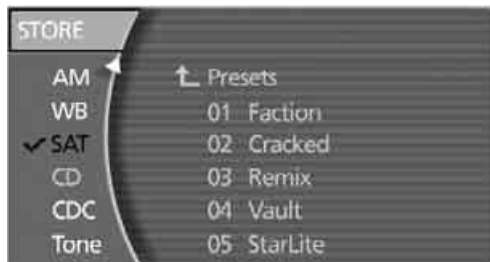 STORE
AM
WB
SAT
CD
CDC
Tone
Presets
01 Faction
02 Cracked
03 Remix
04 Vault
05 StarLite